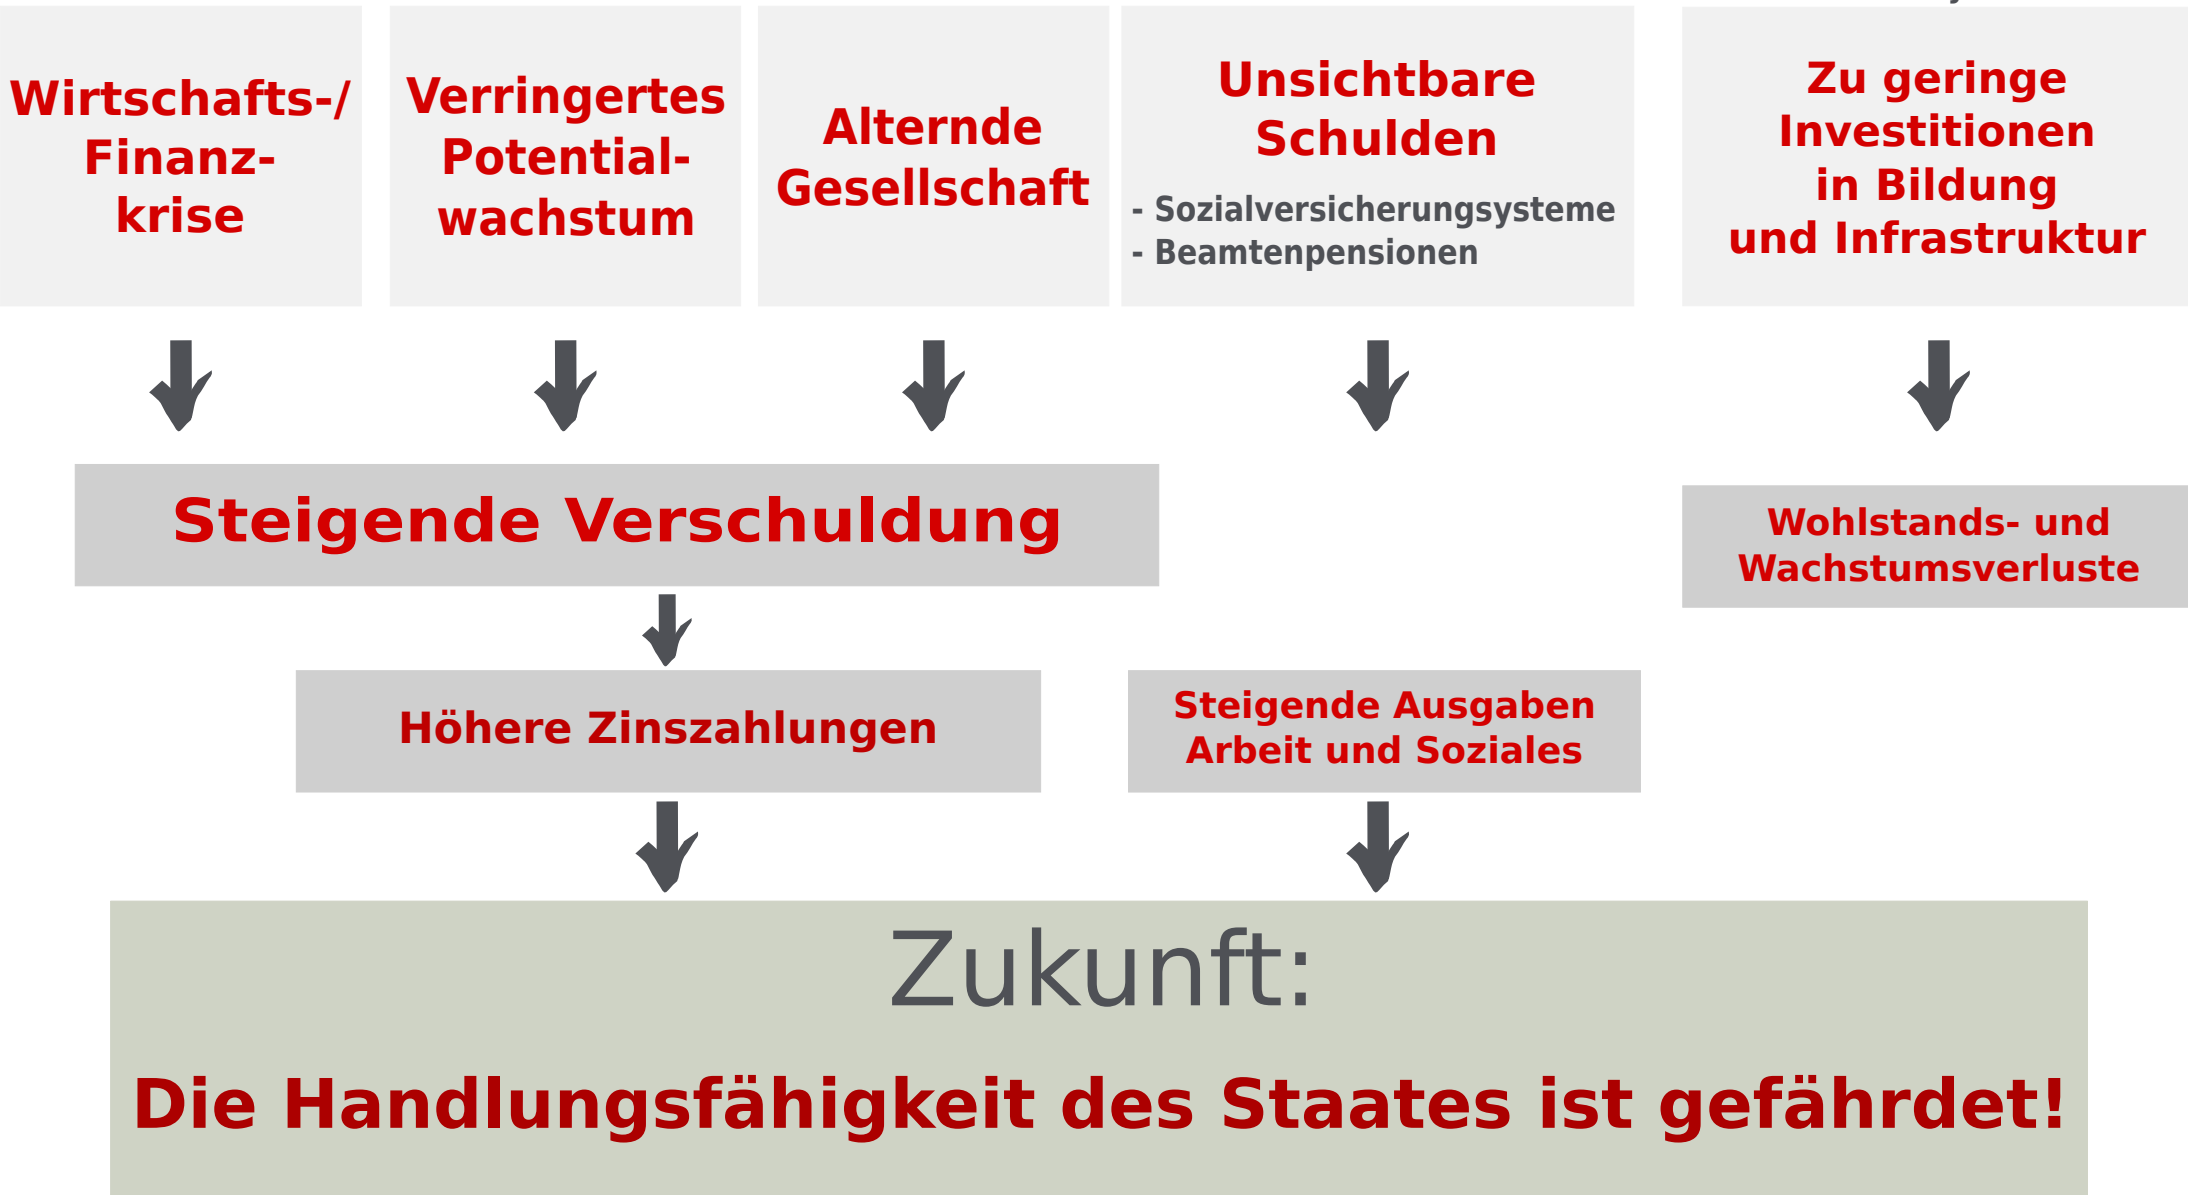 Wirtschafts-/
Finanz-
krise
Verringertes
Potential-
wachstum
Alternde
Gesellschaft
Unsichtbare
Schulden
- Sozialversicherungsysteme
- Beamtenpensionen
Zu geringe
Investitionen
in Bildung
und Infrastruktur
Steigende Verschuldung
Wohlstands- und
Wachstumsverluste
Höhere Zinszahlungen
Steigende Ausgaben
Arbeit und Soziales
Zukunft:
Die Handlungsfähigkeit des Staates ist gefährdet!